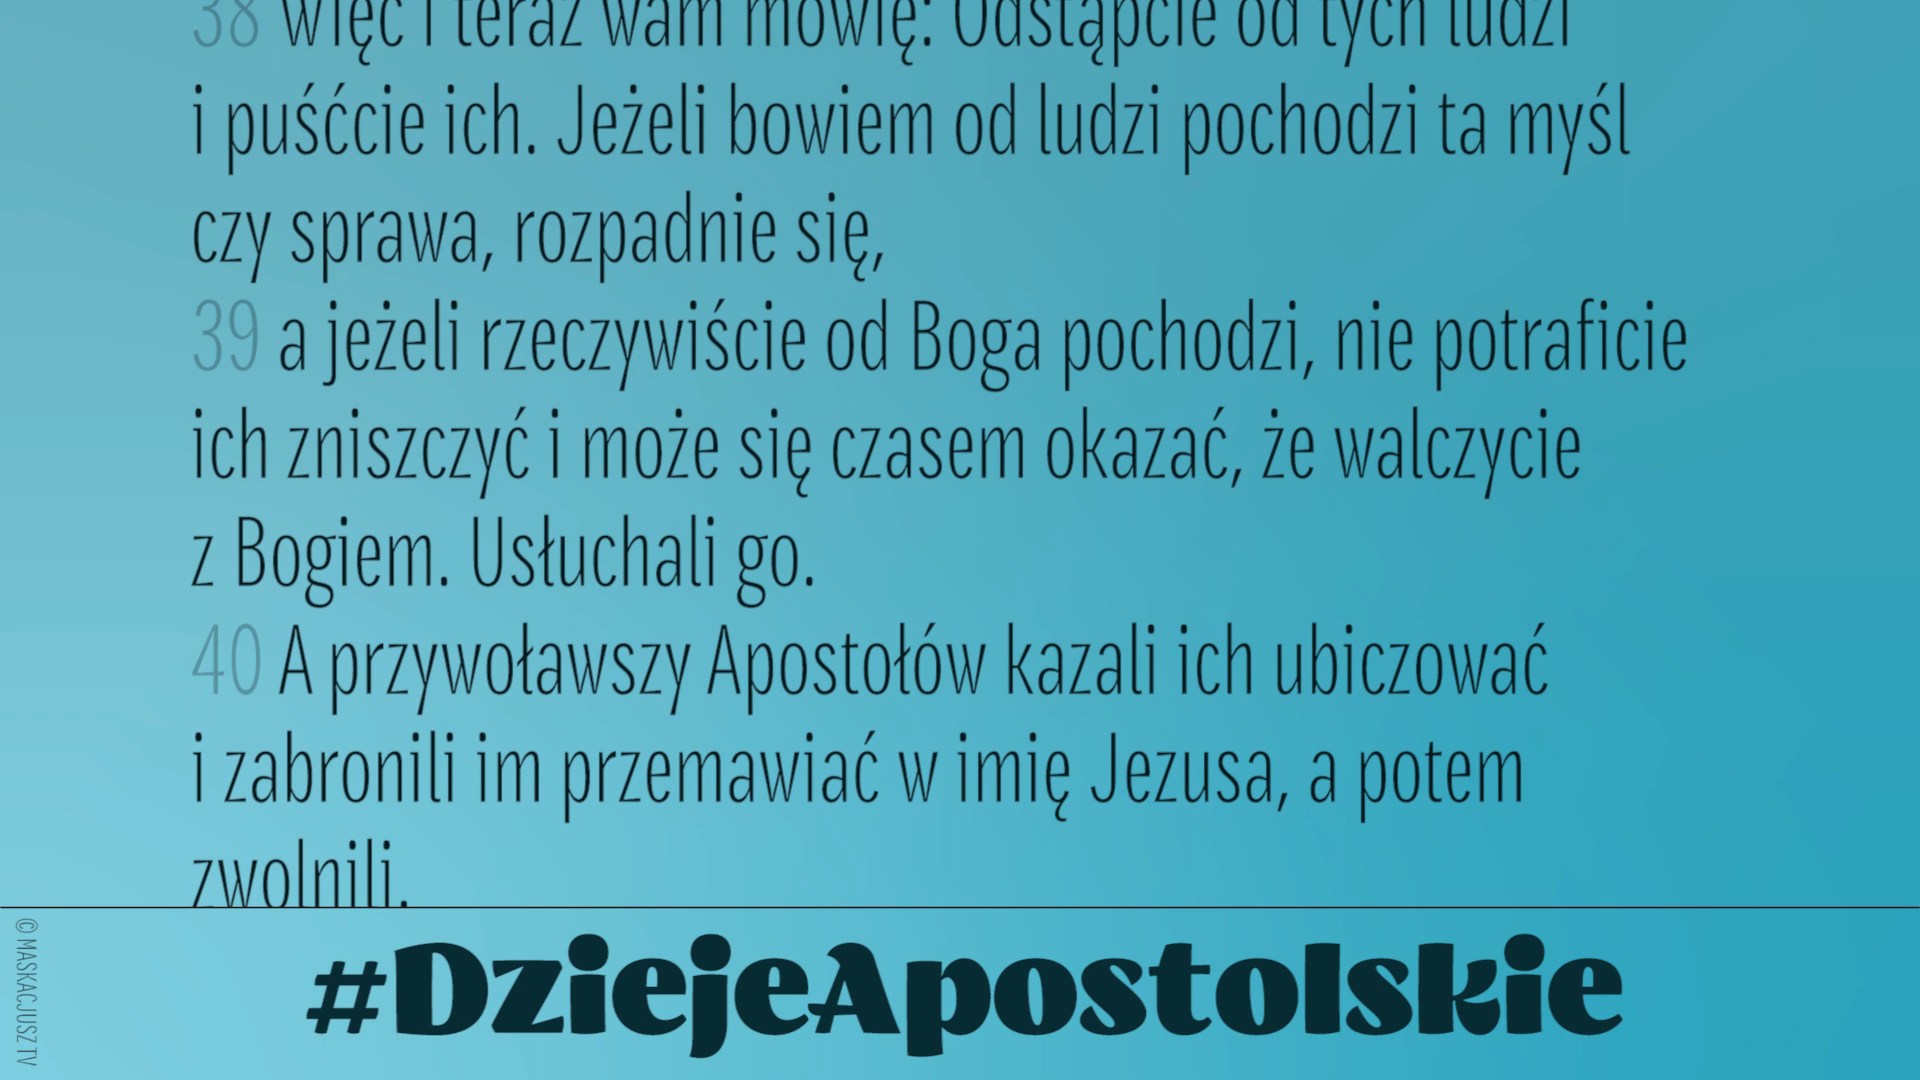 38 więc i teraz wam mówię: Odstąpcie od tych ludzi
i puśćcie ich. Jeżeli bowiem od ludzi pochodzi ta myśl
czy sprawa, rozpadnie się,
39 a jeżeli rzeczywiście od Boga pochodzi, nie potraficie
ich zniszczyć i może się czasem okazać, że walczycie
z Bogiem. Usłuchali go.
40 A przywoławszy Apostołów kazali ich ubiczować
i zabronili im przemawiać w imię Jezusa, a potem
zwolnili.
#DziejeApostolskie
© MASKACJUSZ TV